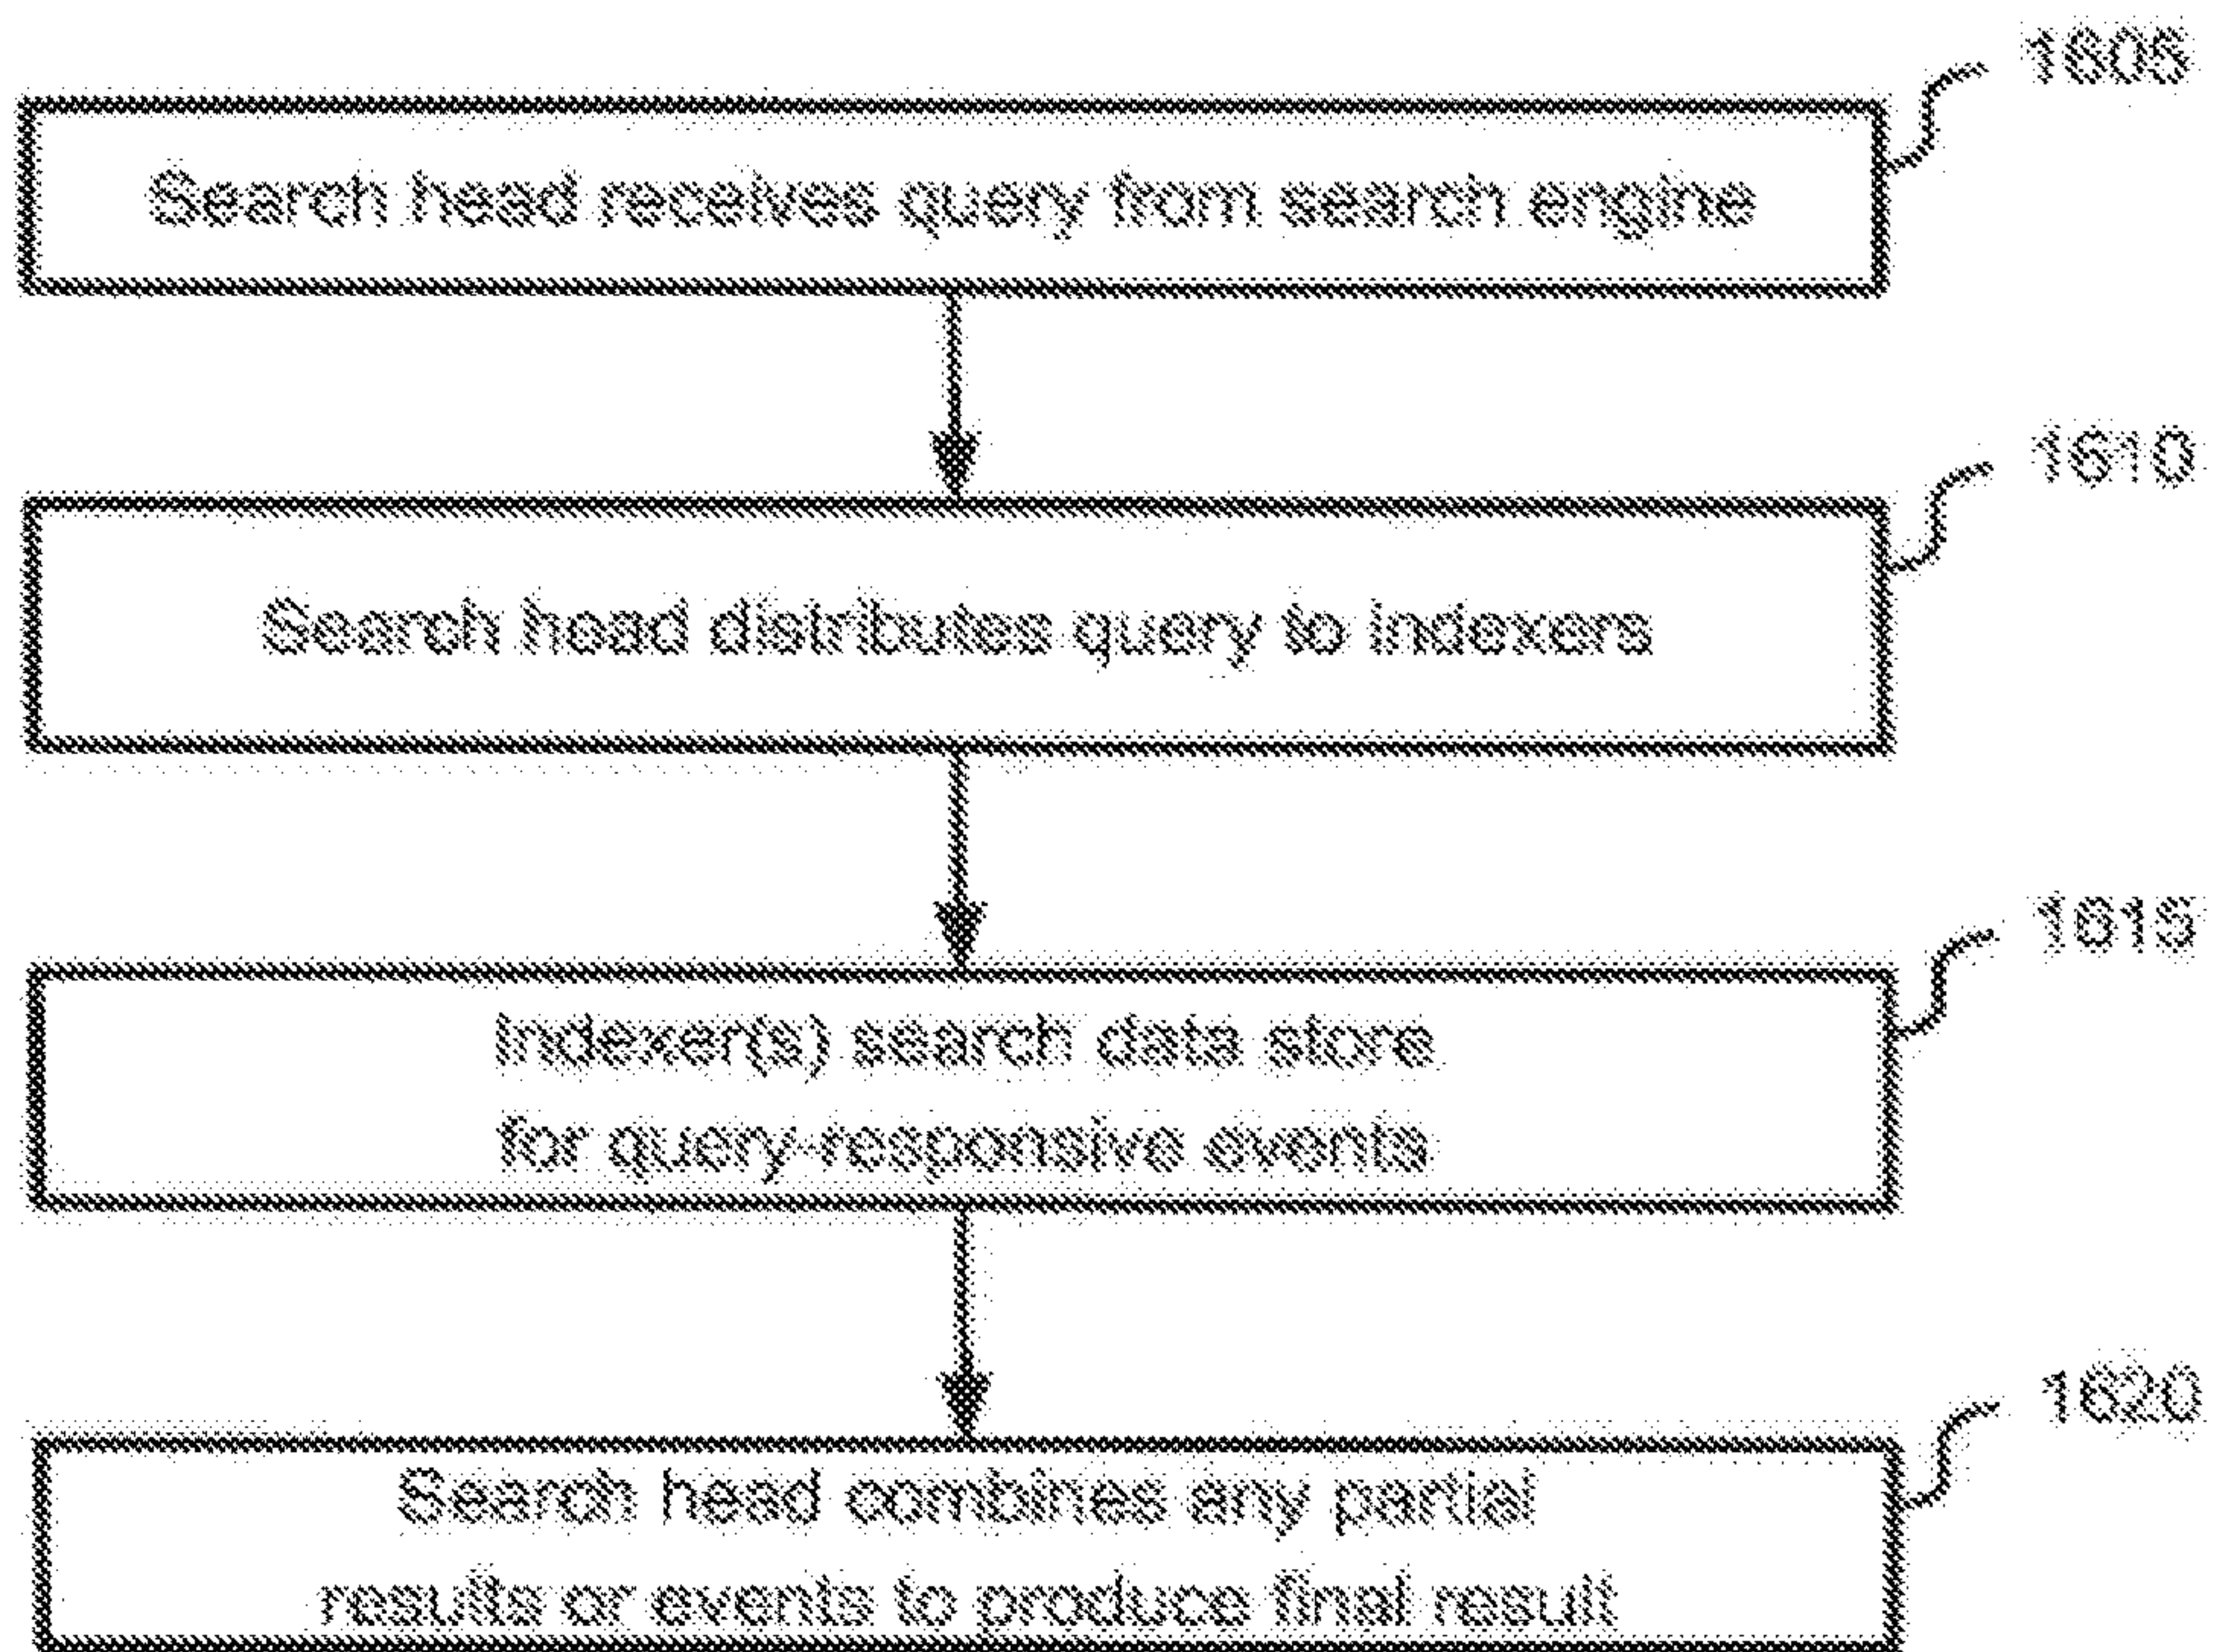 1605
Search head receives query from search engine
1610
Search head distributes query to indexers
1615
Indexer(s) search data store
for query-responsive events
1620
Search head combines any partial
results or events to produce final result